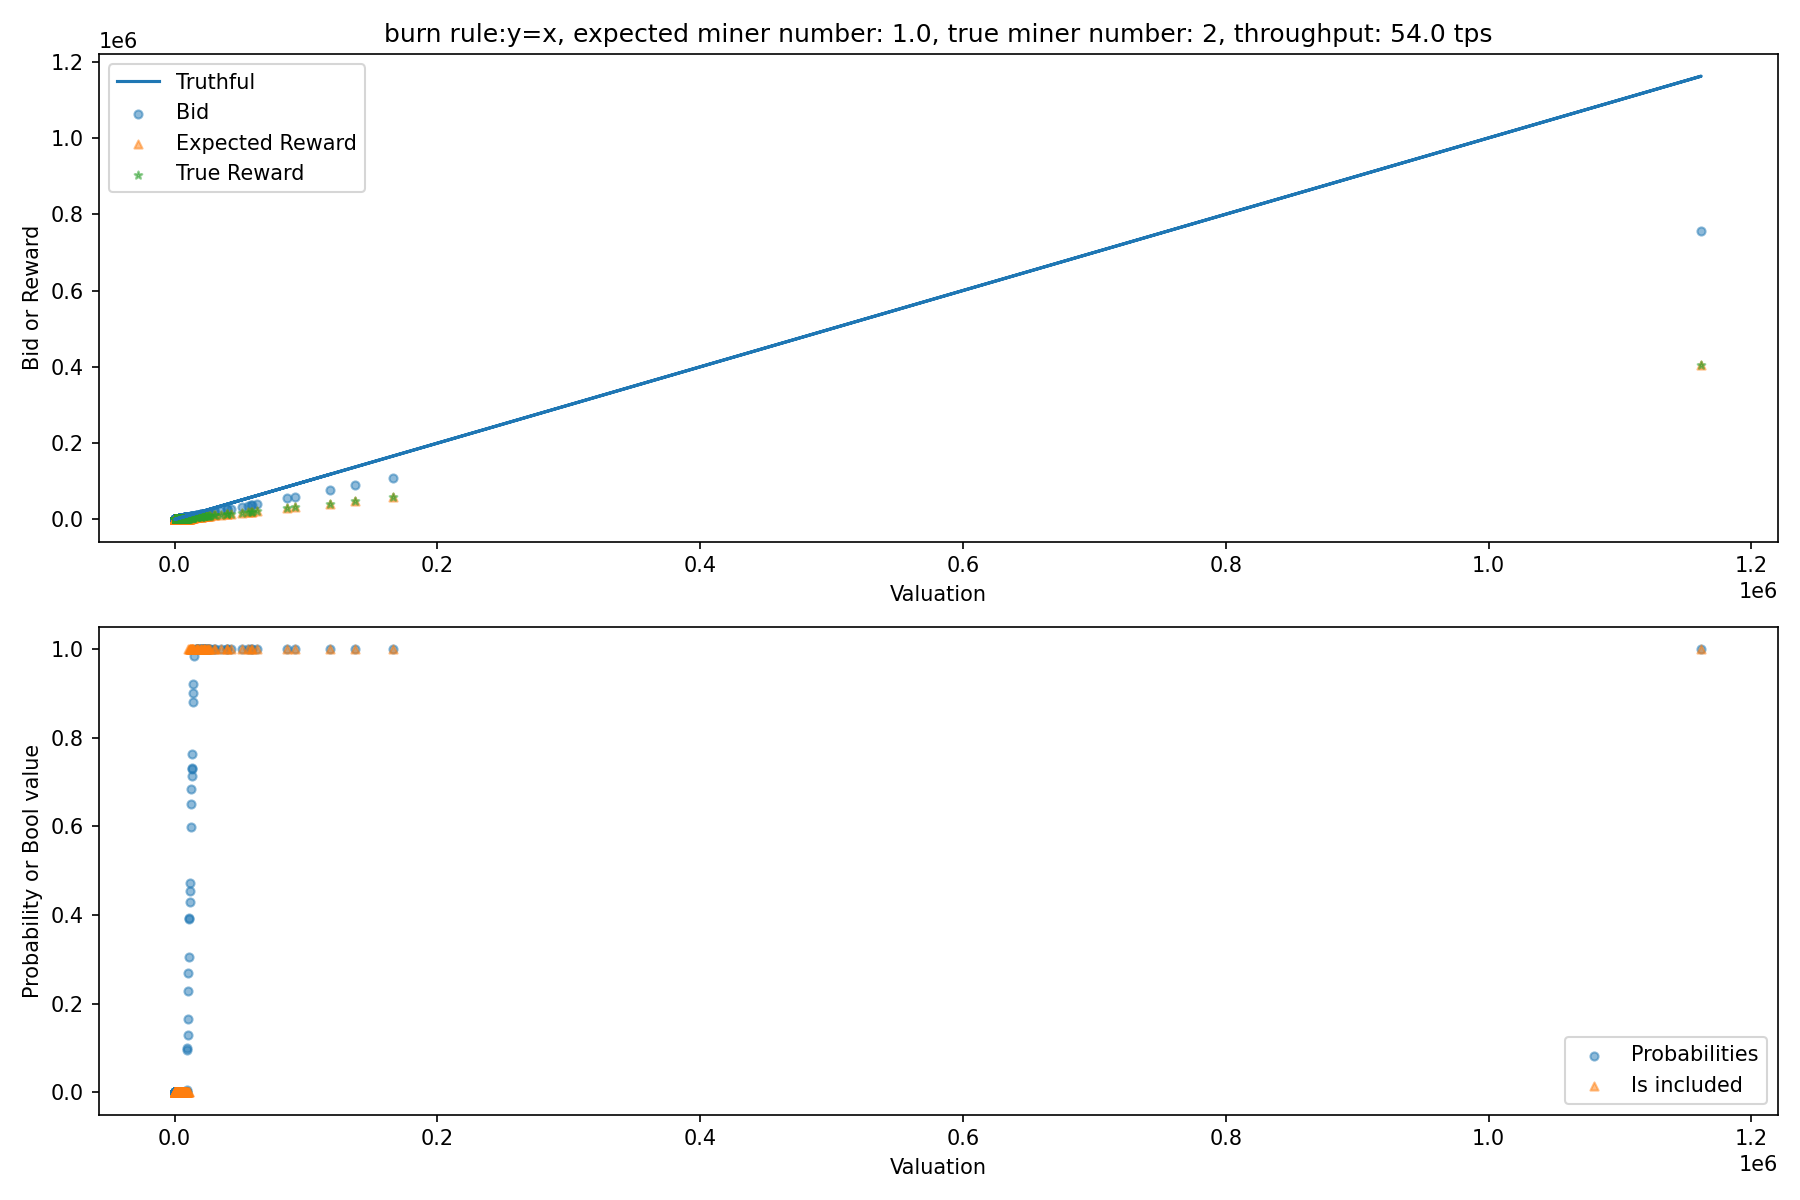 burn rule:y=x, expected miner number: 1.0, true miner number: 2, throughput: 54.0 tps
1e6
1.2
1.0
0.8
0.6
0.4
0.2
0.0
Bid or Reward
Truthful
Bid
Expected Reward
True Reward
0.0 0.2 0.4 0.6 0.8 1.0 1.2
1e6
Valuation
1.0
0.8
0.6
0.4
0.2
0.0
Probability or Bool value
Probabilities
Is included
0.0 0.2 0.4 0.6 0.8 1.0 1.2
1e6
Valuation